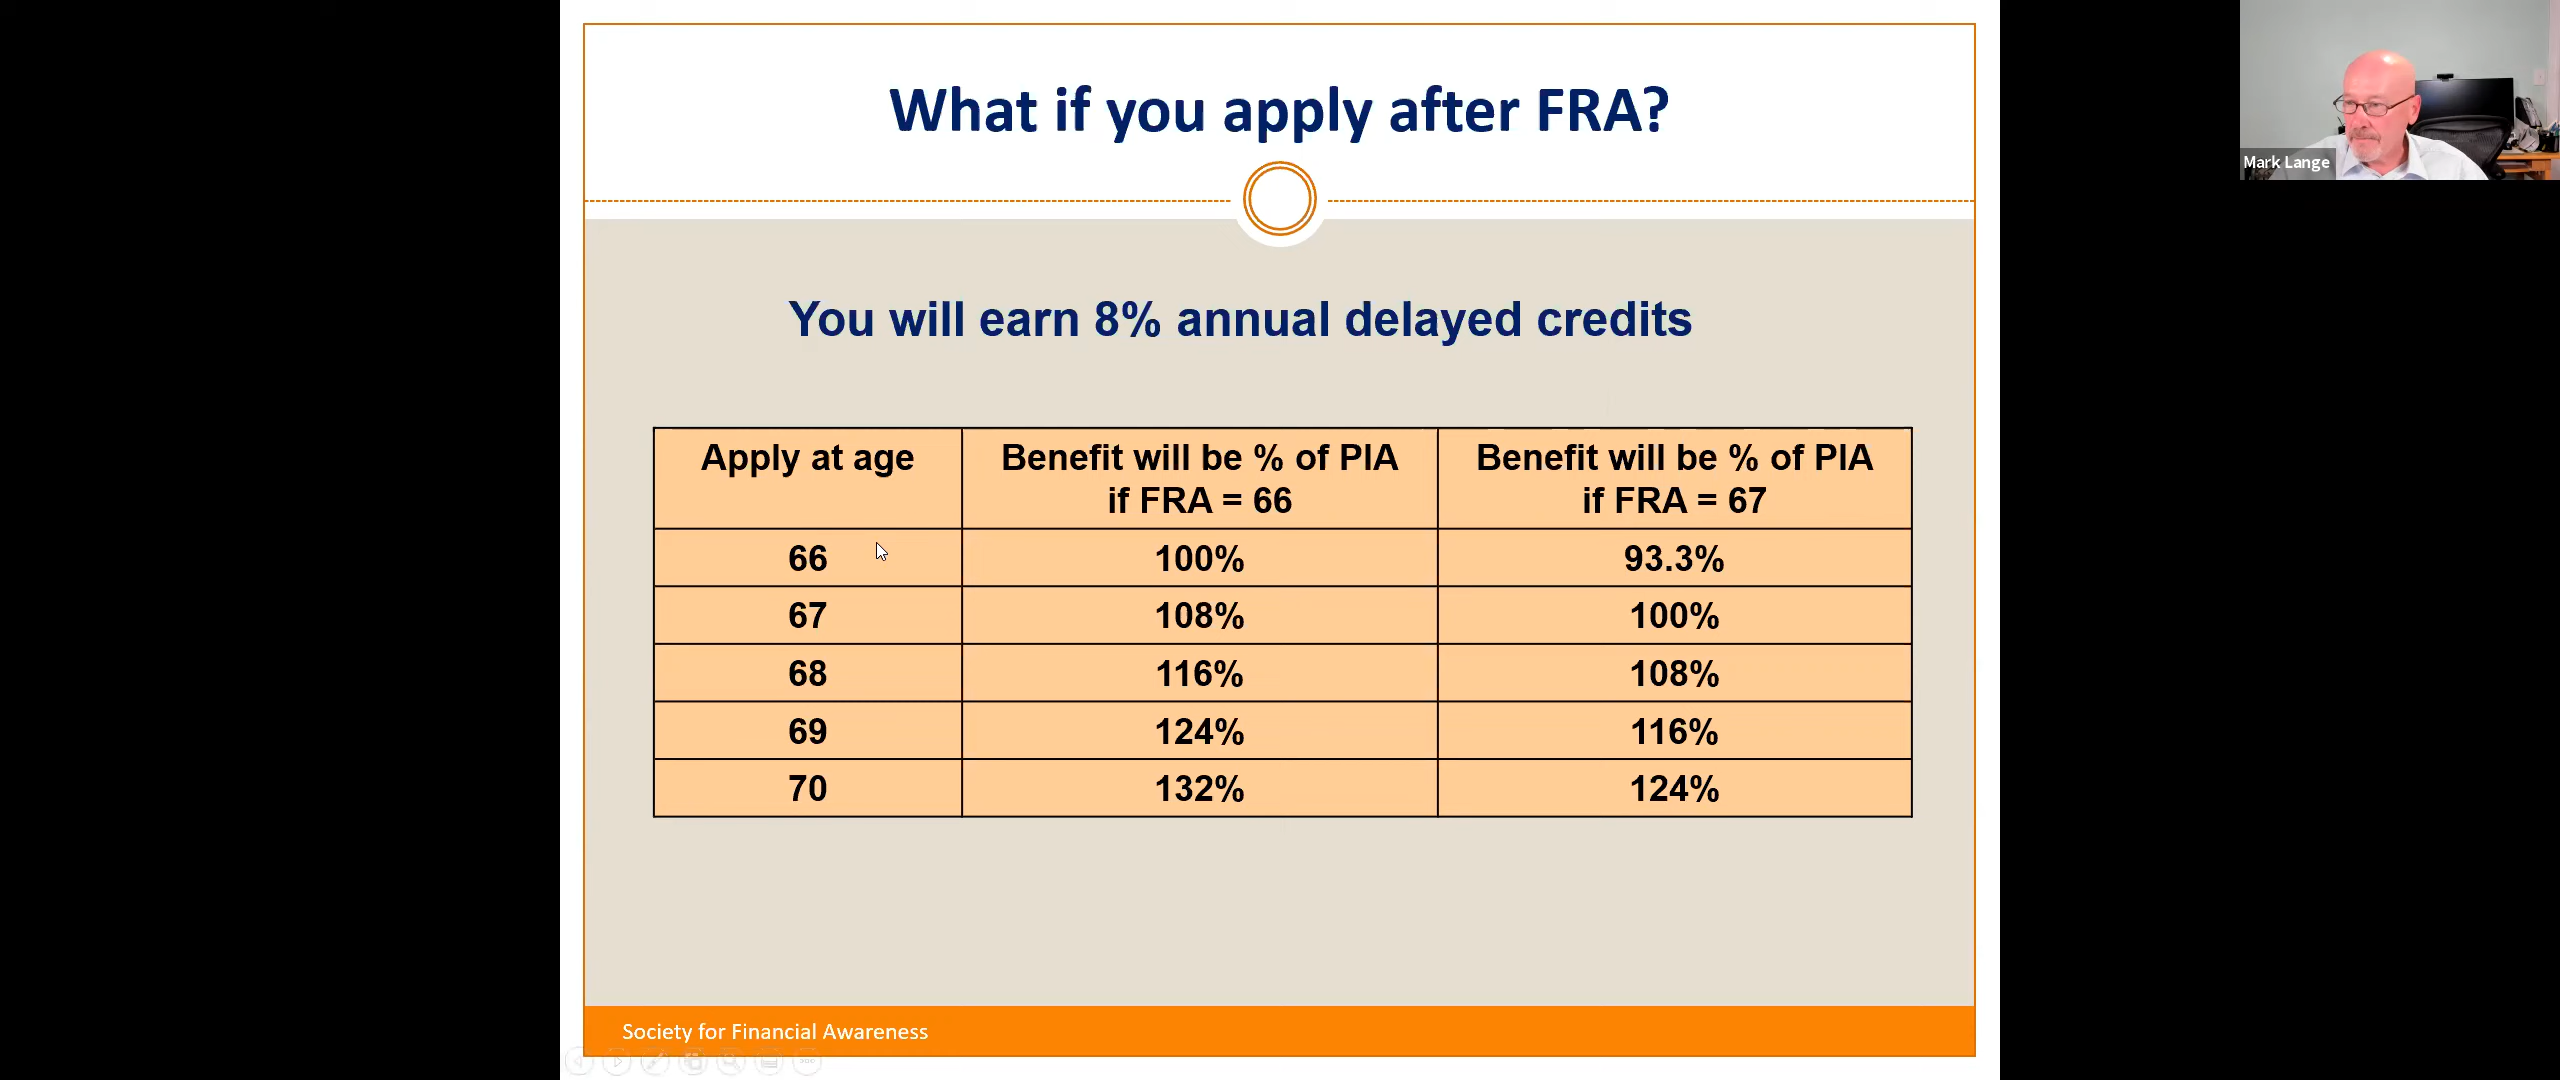 What if you apply after FRA?
Mark Lange
You will earn 8% annual delayed credits
Apply at age
Benefit will be % of PIA
if FRA = 66
Benefit will be % of PIA
if FRA = 67
66
100%
93.3%
67
108%
100%
68
116%
108%
69
124%
116%
70
132%
124%
Society for Financial Awareness